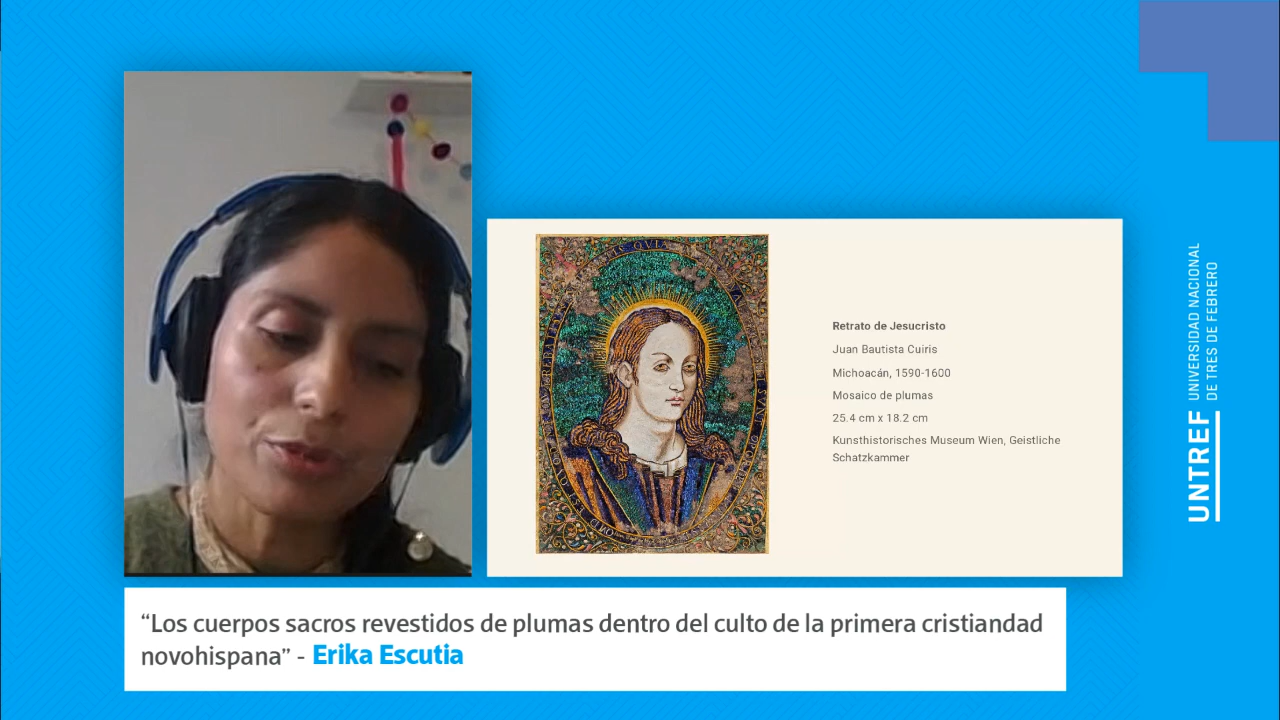 Retrato de Jesucristo
Juan Bautista Cuiris
Michoacán, 1590-1600
Mosaico de plumas
25.4 cm x 18.2 cm
Kunsthistorisches Museum Wien, Geistliche
Schatzkammer
“Los cuerpos sacros revestidos de plumas dentro del culto de la primera cristiandad
novohispana” - Erika Escutia
UNTREF
UNIVERSIDAD NACIONAL
DE TRES DE FEBRERO